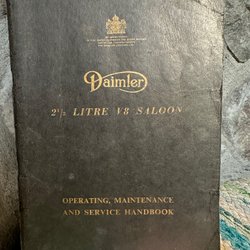 Daimler
2½ LITRE V8 SALOON
OPERATING, MAINTENANCE
AND SERVICE HANDBOOK